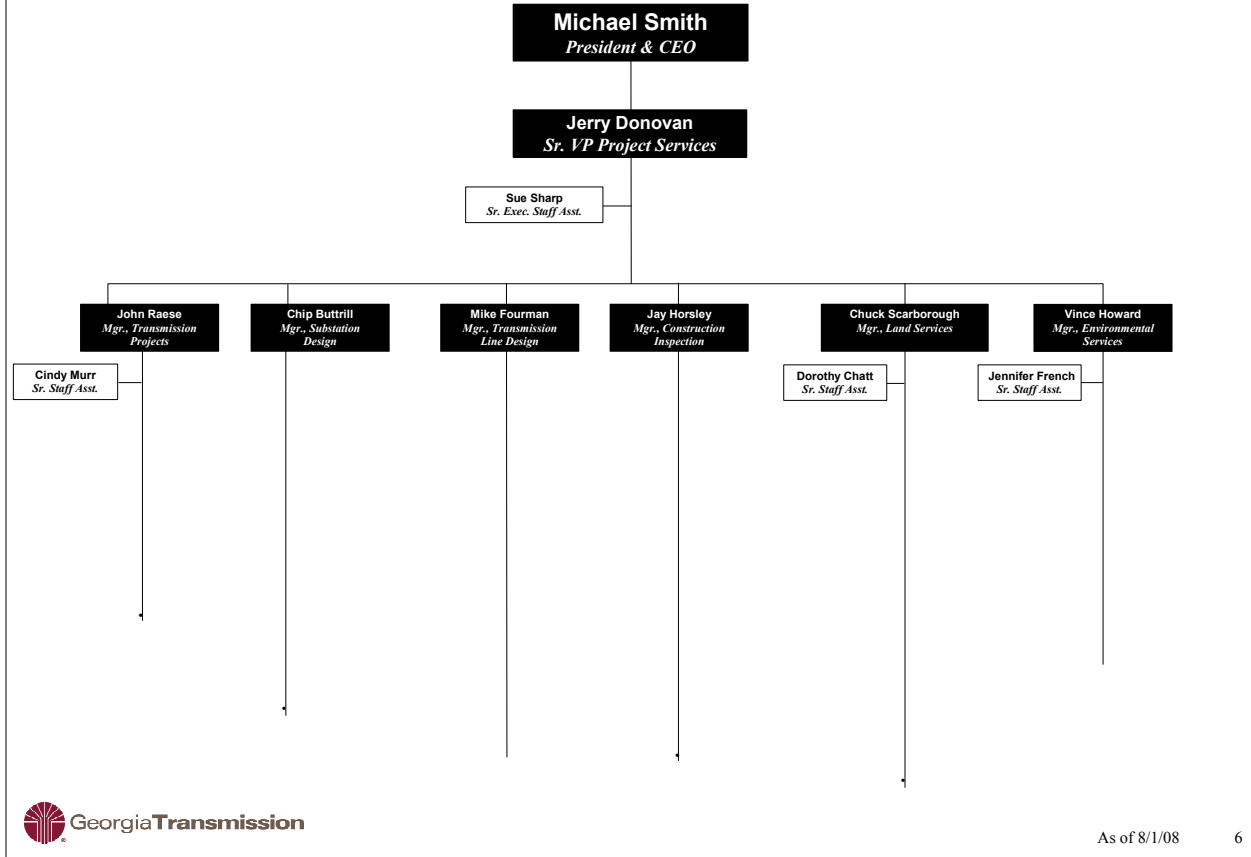 Michael Smith
President & CEO
Jerry Donovan
Sr. VP Project Services
Sue Sharp
Sr. Exec. Staff Asst.
John Raese
Mgr., Transmission
Projects
Chip Buttrill
Mgr., Substation
Design
Mike Fourman
Mgr., Transmission
Line Design
Jay Horsley
Mgr., Construction
Inspection
Chuck Scarborough
Mgr., Land Services
Vince Howard
Mgr., Environmental
Services
Cindy Murr
Sr. Staff Asst.
Dorothy Chatt
Sr. Staff Asst.
Jennifer French
Sr. Staff Asst.
GeorgiaTransmission
As of 8/1/08 6